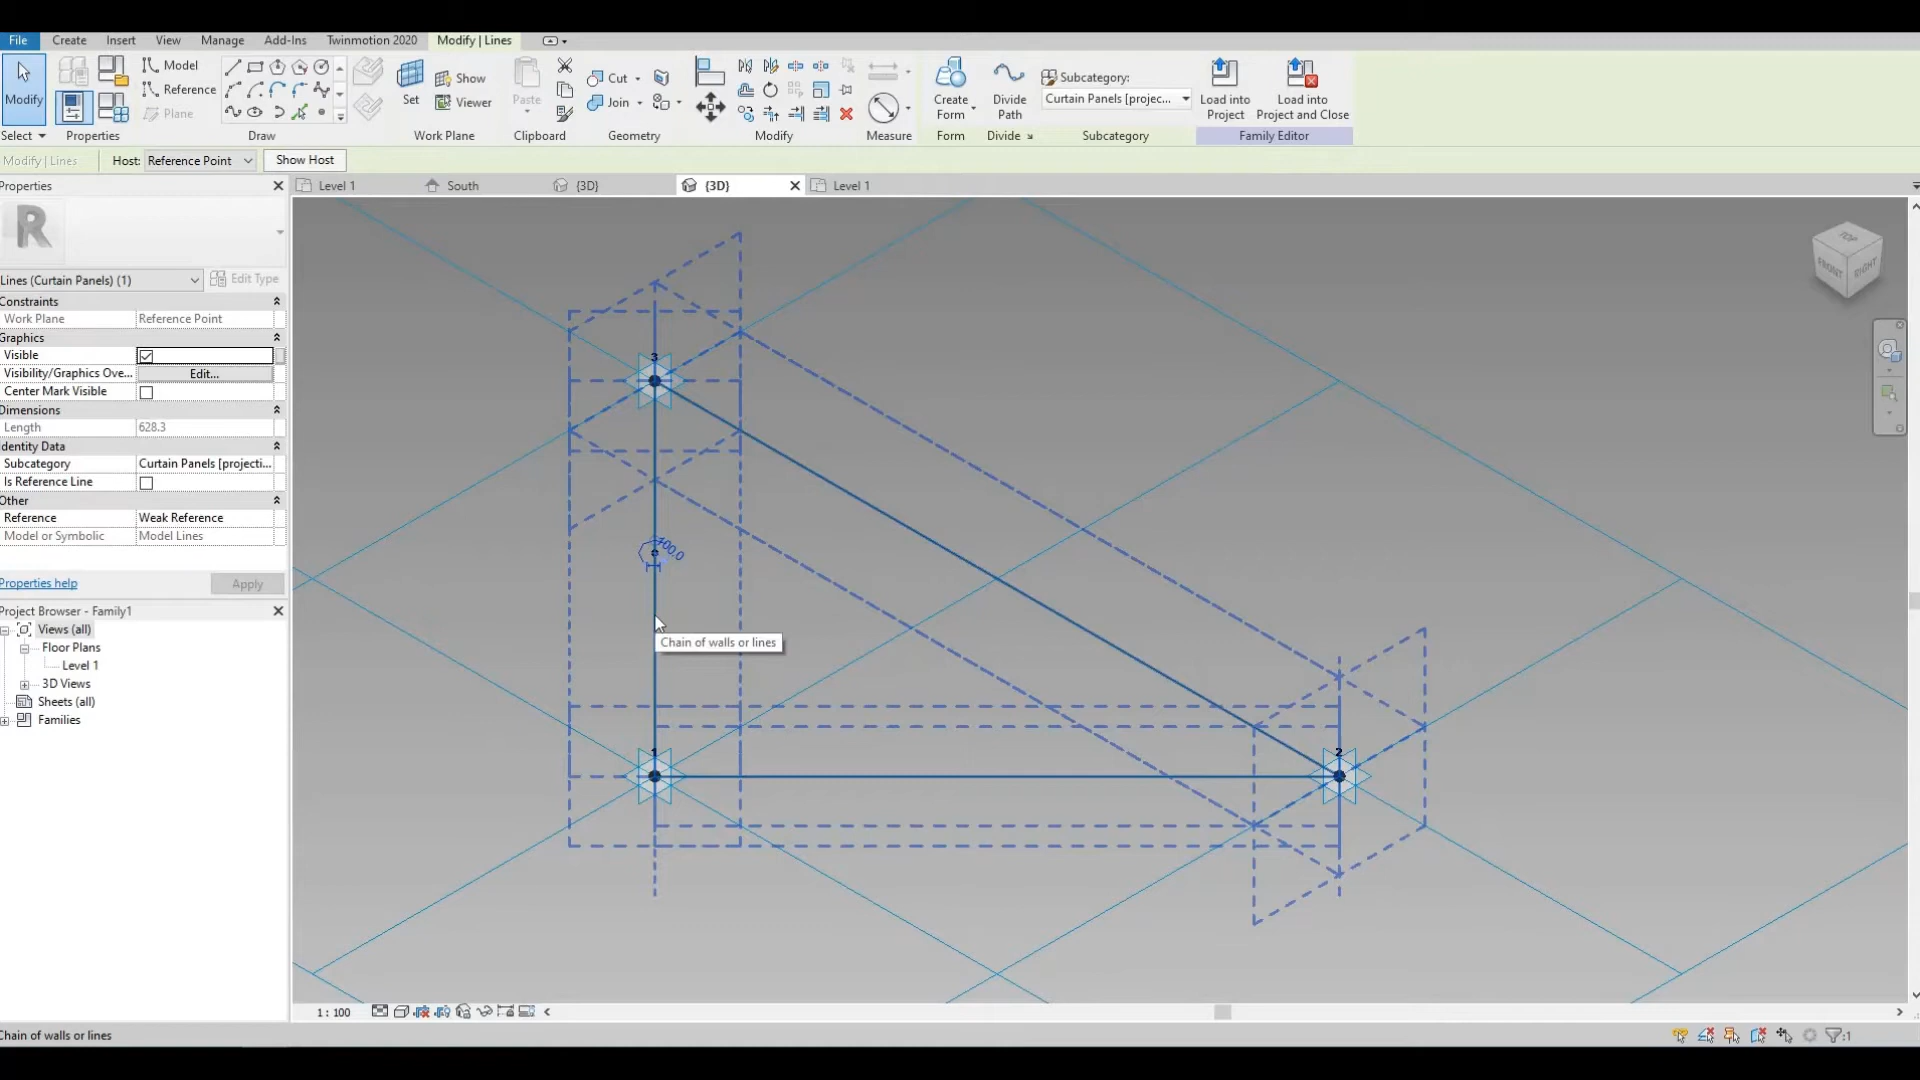 File Create Insert View Manage Add-Ins Twinmotion 2020 Modify | Lines
Modify
Model
Reference
Plane
Set
Show
Viewer
Paste
Cut
Join
Create Form
Divide Path
Subcategory:
Curtain Panels [projec...
Load into Project
Load into Project and Close
Select Properties Draw Work Plane Clipboard Geometry Modify Measure Form Divide Subcategory Family Editor
Modify | Lines Host: Reference Point Show Host
Properties
Level 1 South {3D} {3D} Level 1
R
Lines (Curtain Panels) (1) Edit Type
Constraints
Work Plane Reference Point
Graphics
Visible
Visibility/Graphics Ove... Edit...
Center Mark Visible
Dimensions
Length 628.3
Identity Data
Subcategory Curtain Panels [projecti...
Is Reference Line
Other
Reference Weak Reference
Model or Symbolic Model Lines
Properties help Apply
Project Browser - Family1
Views (all)
Floor Plans
Level 1
3D Views
Sheets (all)
Families
TOP
FRONT RIGHT
3
Chain of walls or lines
1
2
1 : 100
Chain of walls or lines
:1